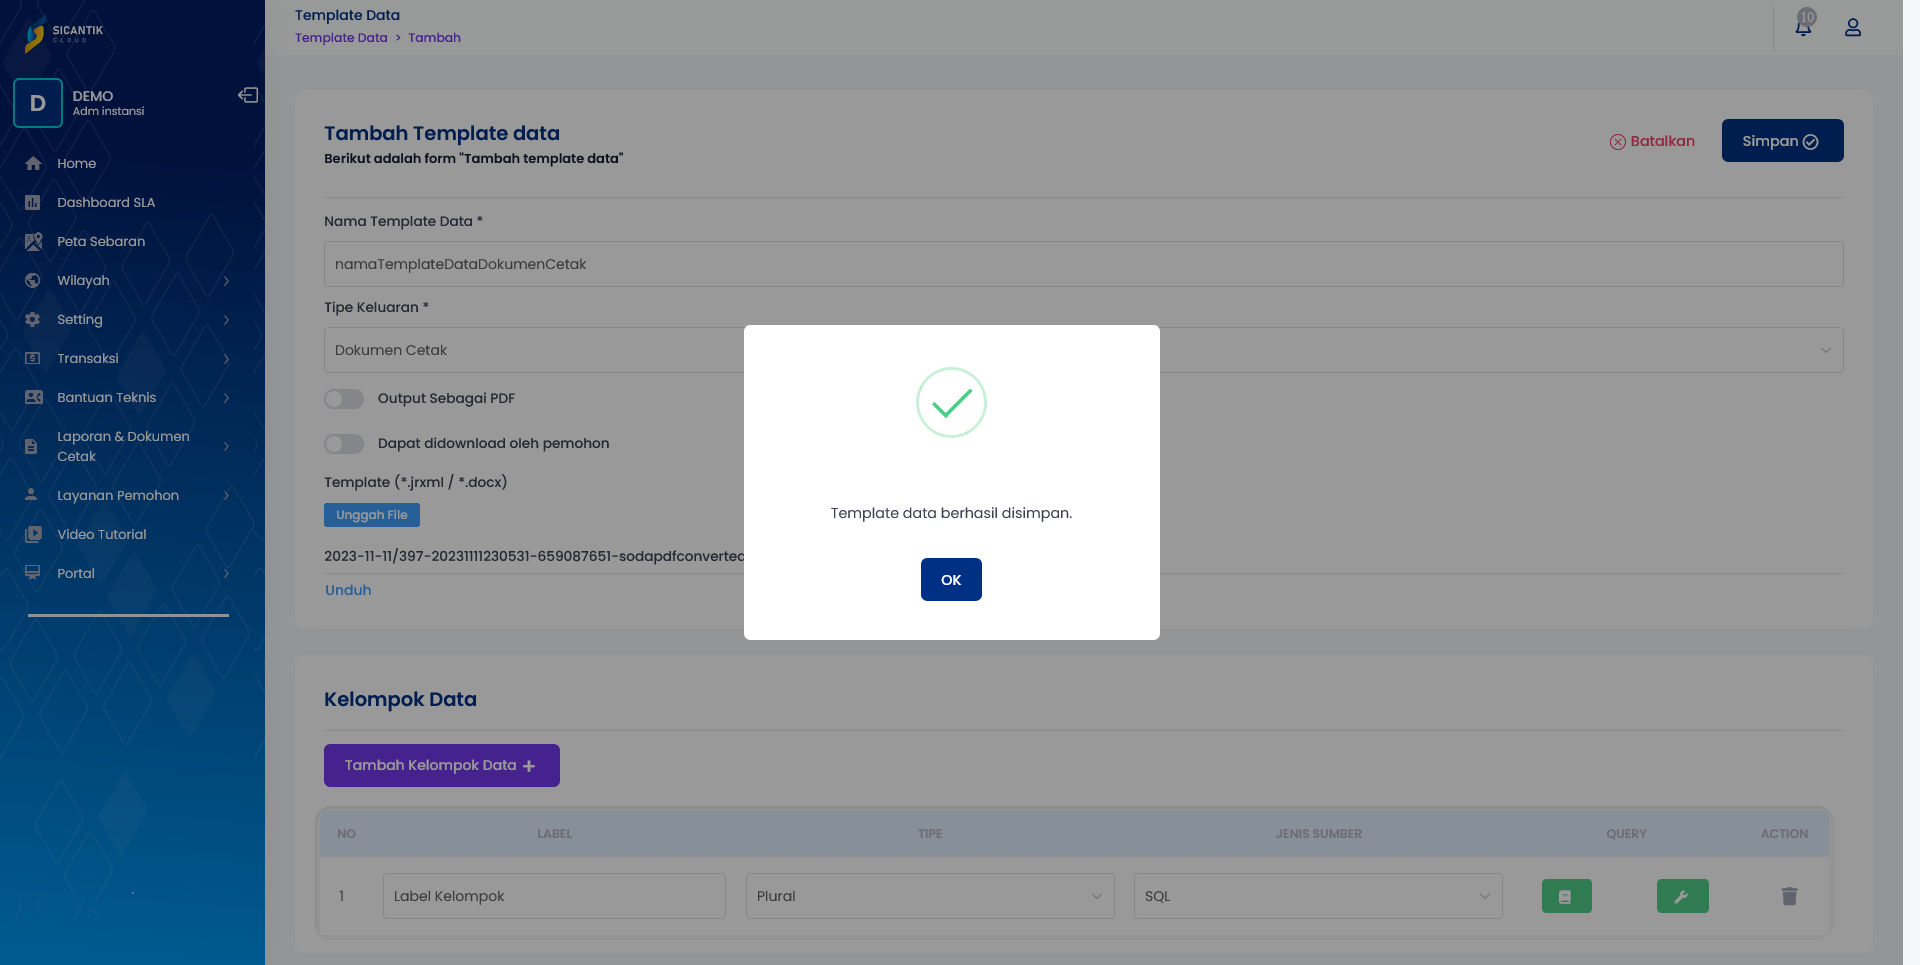 SICANTIK
CLOUD
D
DEMO
Adm instansi
Home
Dashboard SLA
Peta Sebaran
Wilayah
Setting
Transaksi
Bantuan Teknis
Laporan & Dokumen
Cetak
Layanan Pemohon
Video Tutorial
Portal
Template Data
Template Data > Tambah
10
Tambah Template data
Berikut adalah form "Tambah template data"
Batalkan
Simpan
Nama Template Data *
namaTemplateDataDokumenCetak
Tipe Keluaran *
Dokumen Cetak
Output Sebagai PDF
Dapat didownload oleh pemohon
Template (*.jrxml / *.docx)
Unggah File
2023-11-11/397-20231111230531-659087651-sodapdfconverted
Unduh
Template data berhasil disimpan.
OK
Kelompok Data
Tambah Kelompok Data +
NO LABEL TIPE JENIS SUMBER QUERY ACTION
1 Label Kelompok Plural SQL